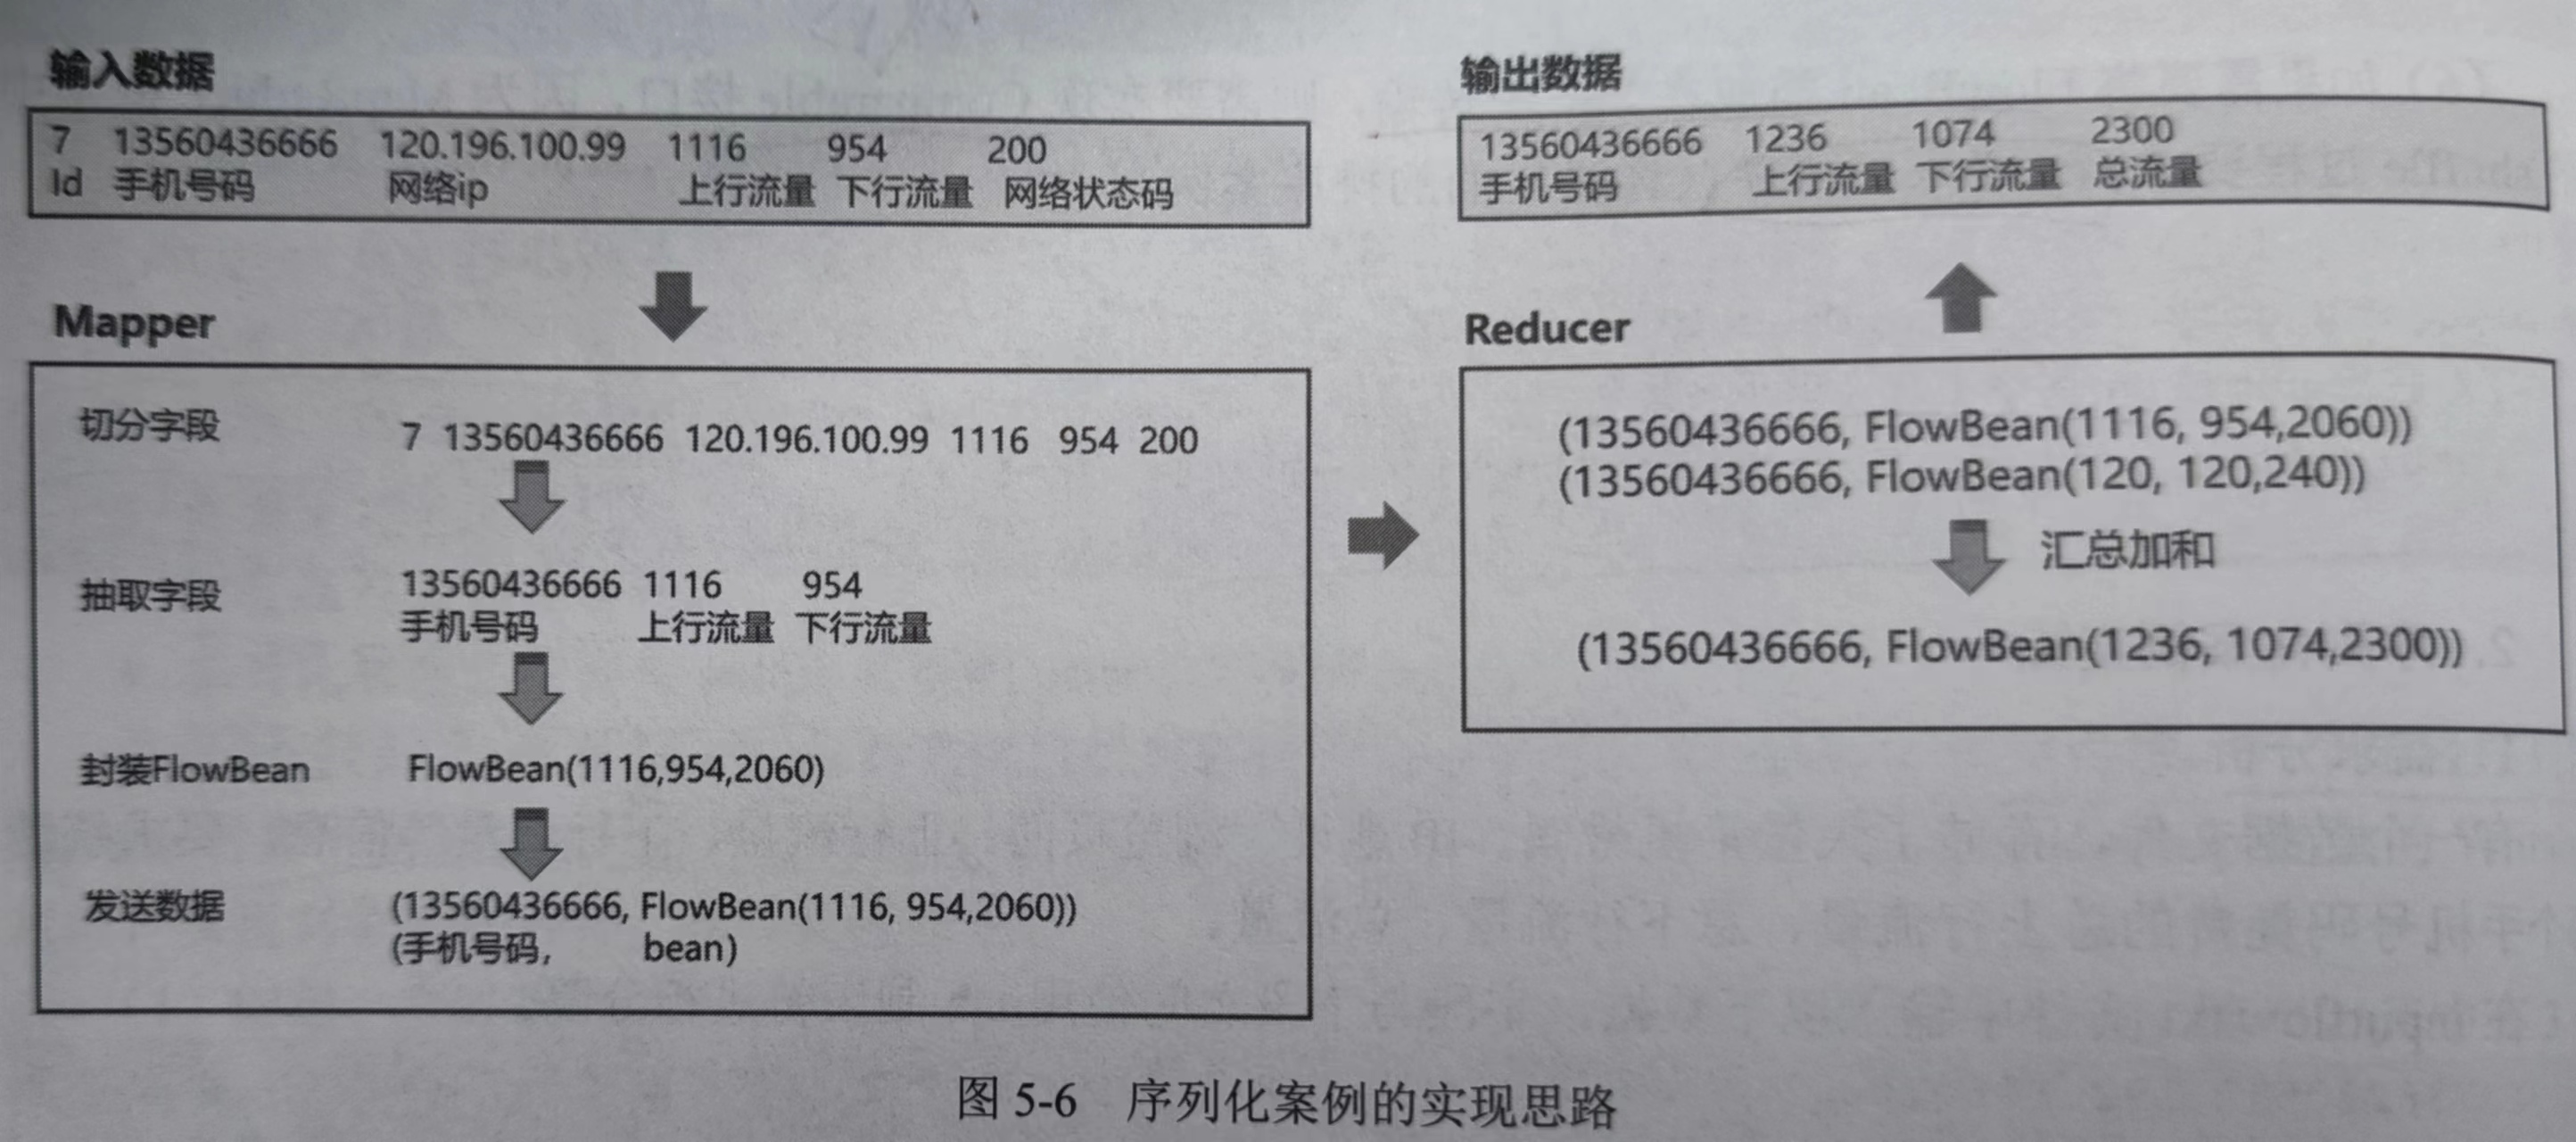 输入数据
7 13560436666 120.196.100.99 1116 954 200
Id 手机号码 网络ip 上行流量 下行流量 网络状态码
Mapper
切分字段 7 13560436666 120.196.100.99 1116 954 200
抽取字段 13560436666 1116 954
手机号码 上行流量 下行流量
封装FlowBean FlowBean(1116,954,2060)
发送数据 (13560436666, FlowBean(1116, 954,2060))
(手机号码, bean)
输出数据
13560436666 1236 1074 2300
手机号码 上行流量 下行流量 总流量
Reducer
(13560436666, FlowBean(1116, 954,2060))
(13560436666, FlowBean(120, 120,240))
汇总加和
(13560436666, FlowBean(1236, 1074,2300))
图 5-6 序列化案例的实现思路